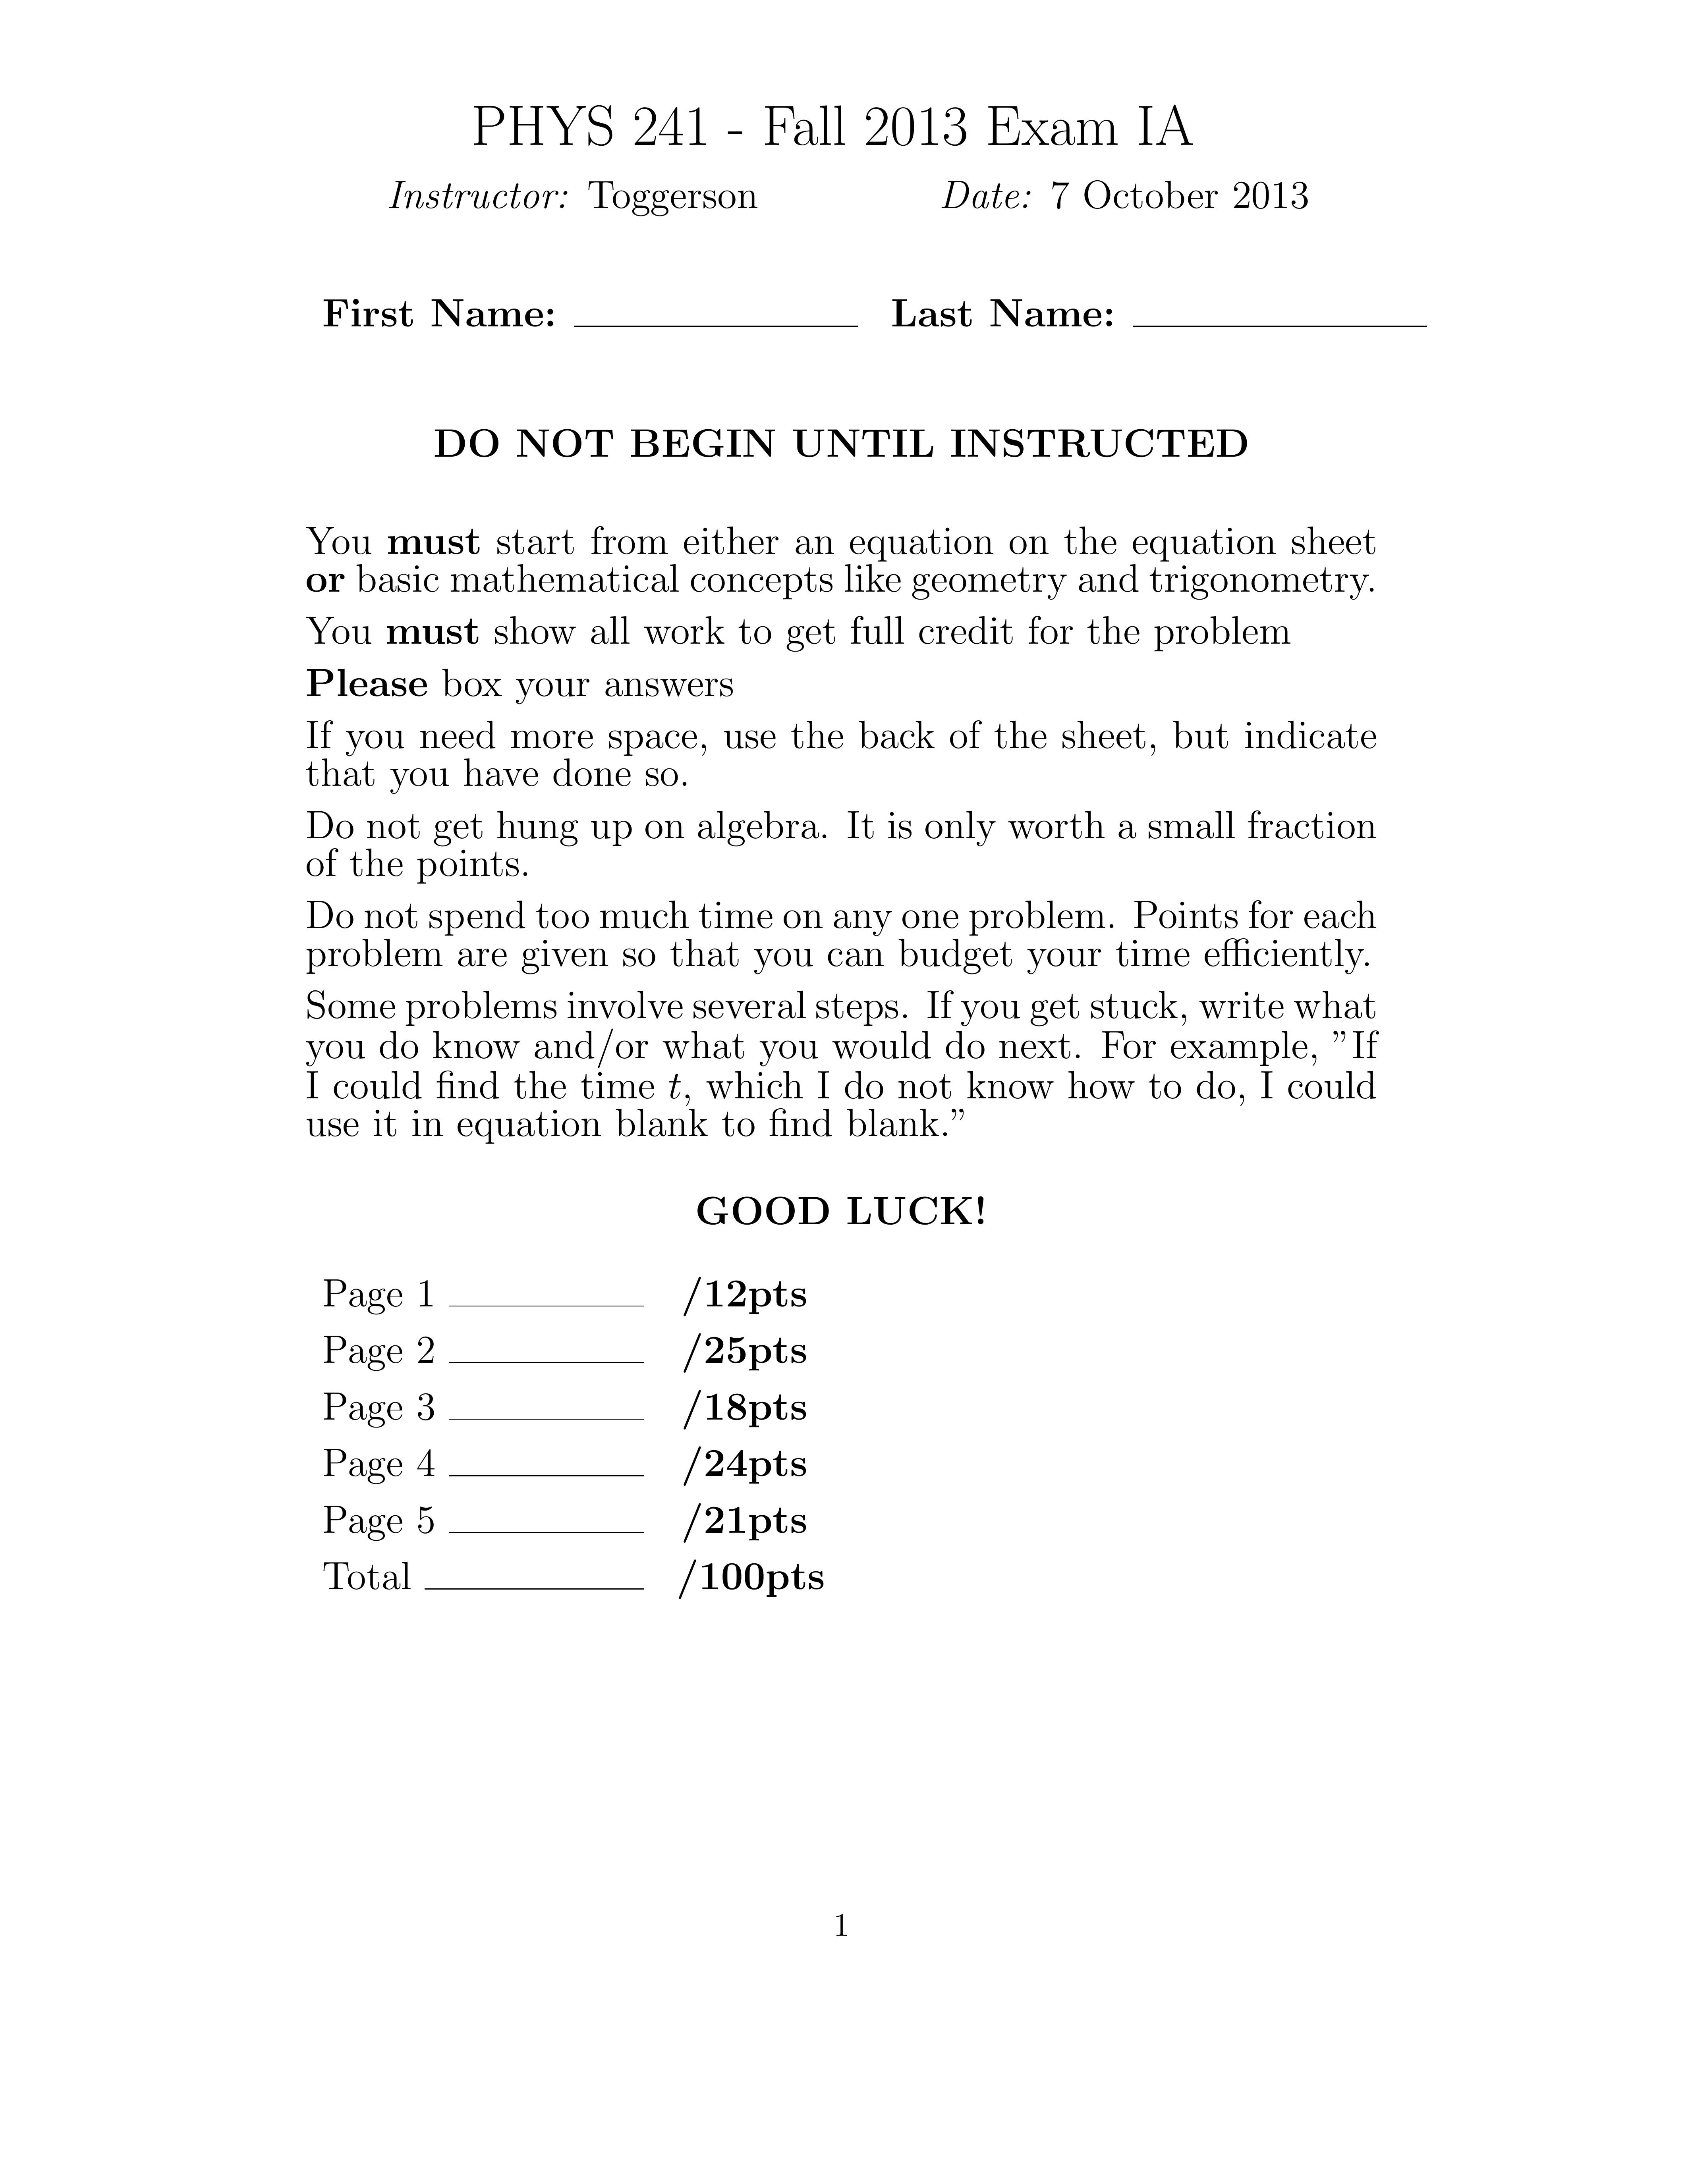 PHYS 241 - Fall 2013 Exam IA
Instructor: Toggerson Date: 7 October 2013
First Name: Last Name:
DO NOT BEGIN UNTIL INSTRUCTED
You must start from either an equation on the equation sheet
or basic mathematical concepts like geometry and trigonometry.
You must show all work to get full credit for the problem
Please box your answers
If you need more space, use the back of the sheet, but indicate
that you have done so.
Do not get hung up on algebra. It is only worth a small fraction
of the points.
Do not spend too much time on any one problem. Points for each
problem are given so that you can budget your time efficiently.
Some problems involve several steps. If you get stuck, write what
you do know and/or what you would do next. For example, ”If
I could find the time t, which I do not know how to do, I could
use it in equation blank to find blank.”
GOOD LUCK!
Page 1 /12pts
Page 2 /25pts
Page 3 /18pts
Page 4 /24pts
Page 5 /21pts
Total /100pts
1